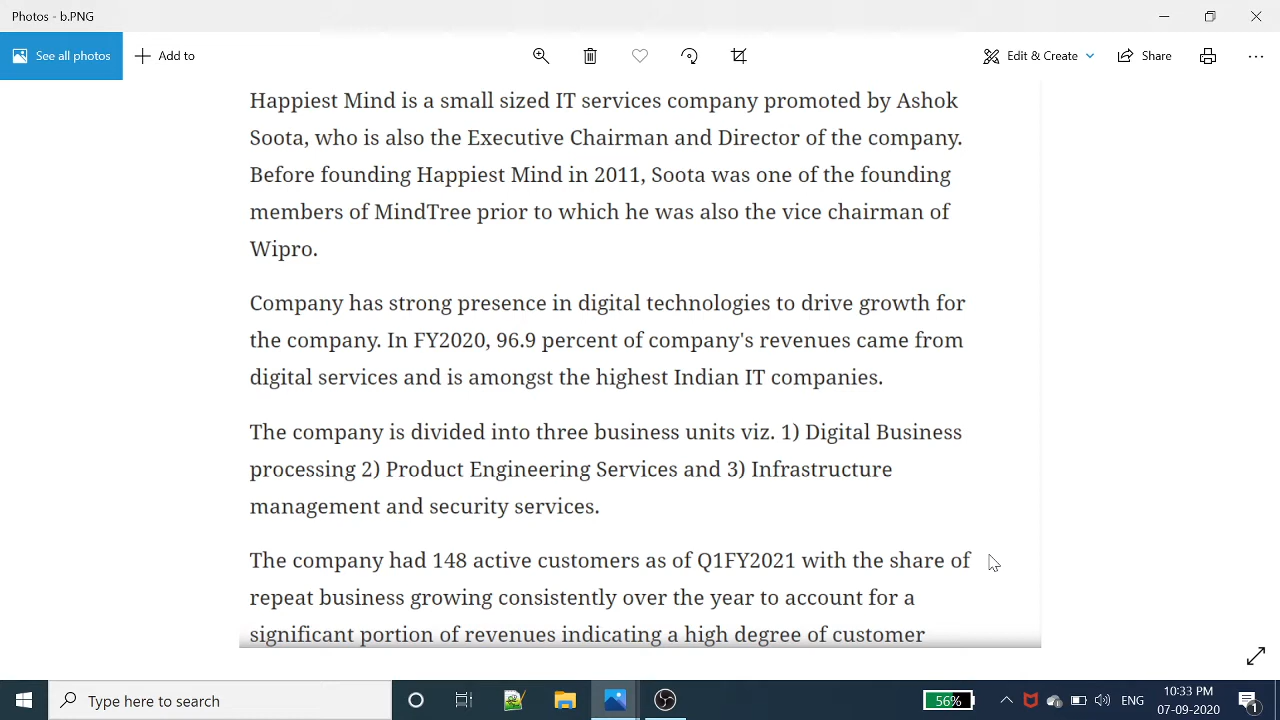 Photos - b.PNG
See all photos
Add to
Edit & Create
Share
Happiest Mind is a small sized IT services company promoted by Ashok
Soota, who is also the Executive Chairman and Director of the company.
Before founding Happiest Mind in 2011, Soota was one of the founding
members of MindTree prior to which he was also the vice chairman of
Wipro.
Company has strong presence in digital technologies to drive growth for
the company. In FY2020, 96.9 percent of company's revenues came from
digital services and is amongst the highest Indian IT companies.
The company is divided into three business units viz. 1) Digital Business
processing 2) Product Engineering Services and 3) Infrastructure
management and security services.
The company had 148 active customers as of Q1FY2021 with the share of
repeat business growing consistently over the year to account for a
significant portion of revenues indicating a high degree of customer
Type here to search
56%
ENG
10:33 PM
07-09-2020
1